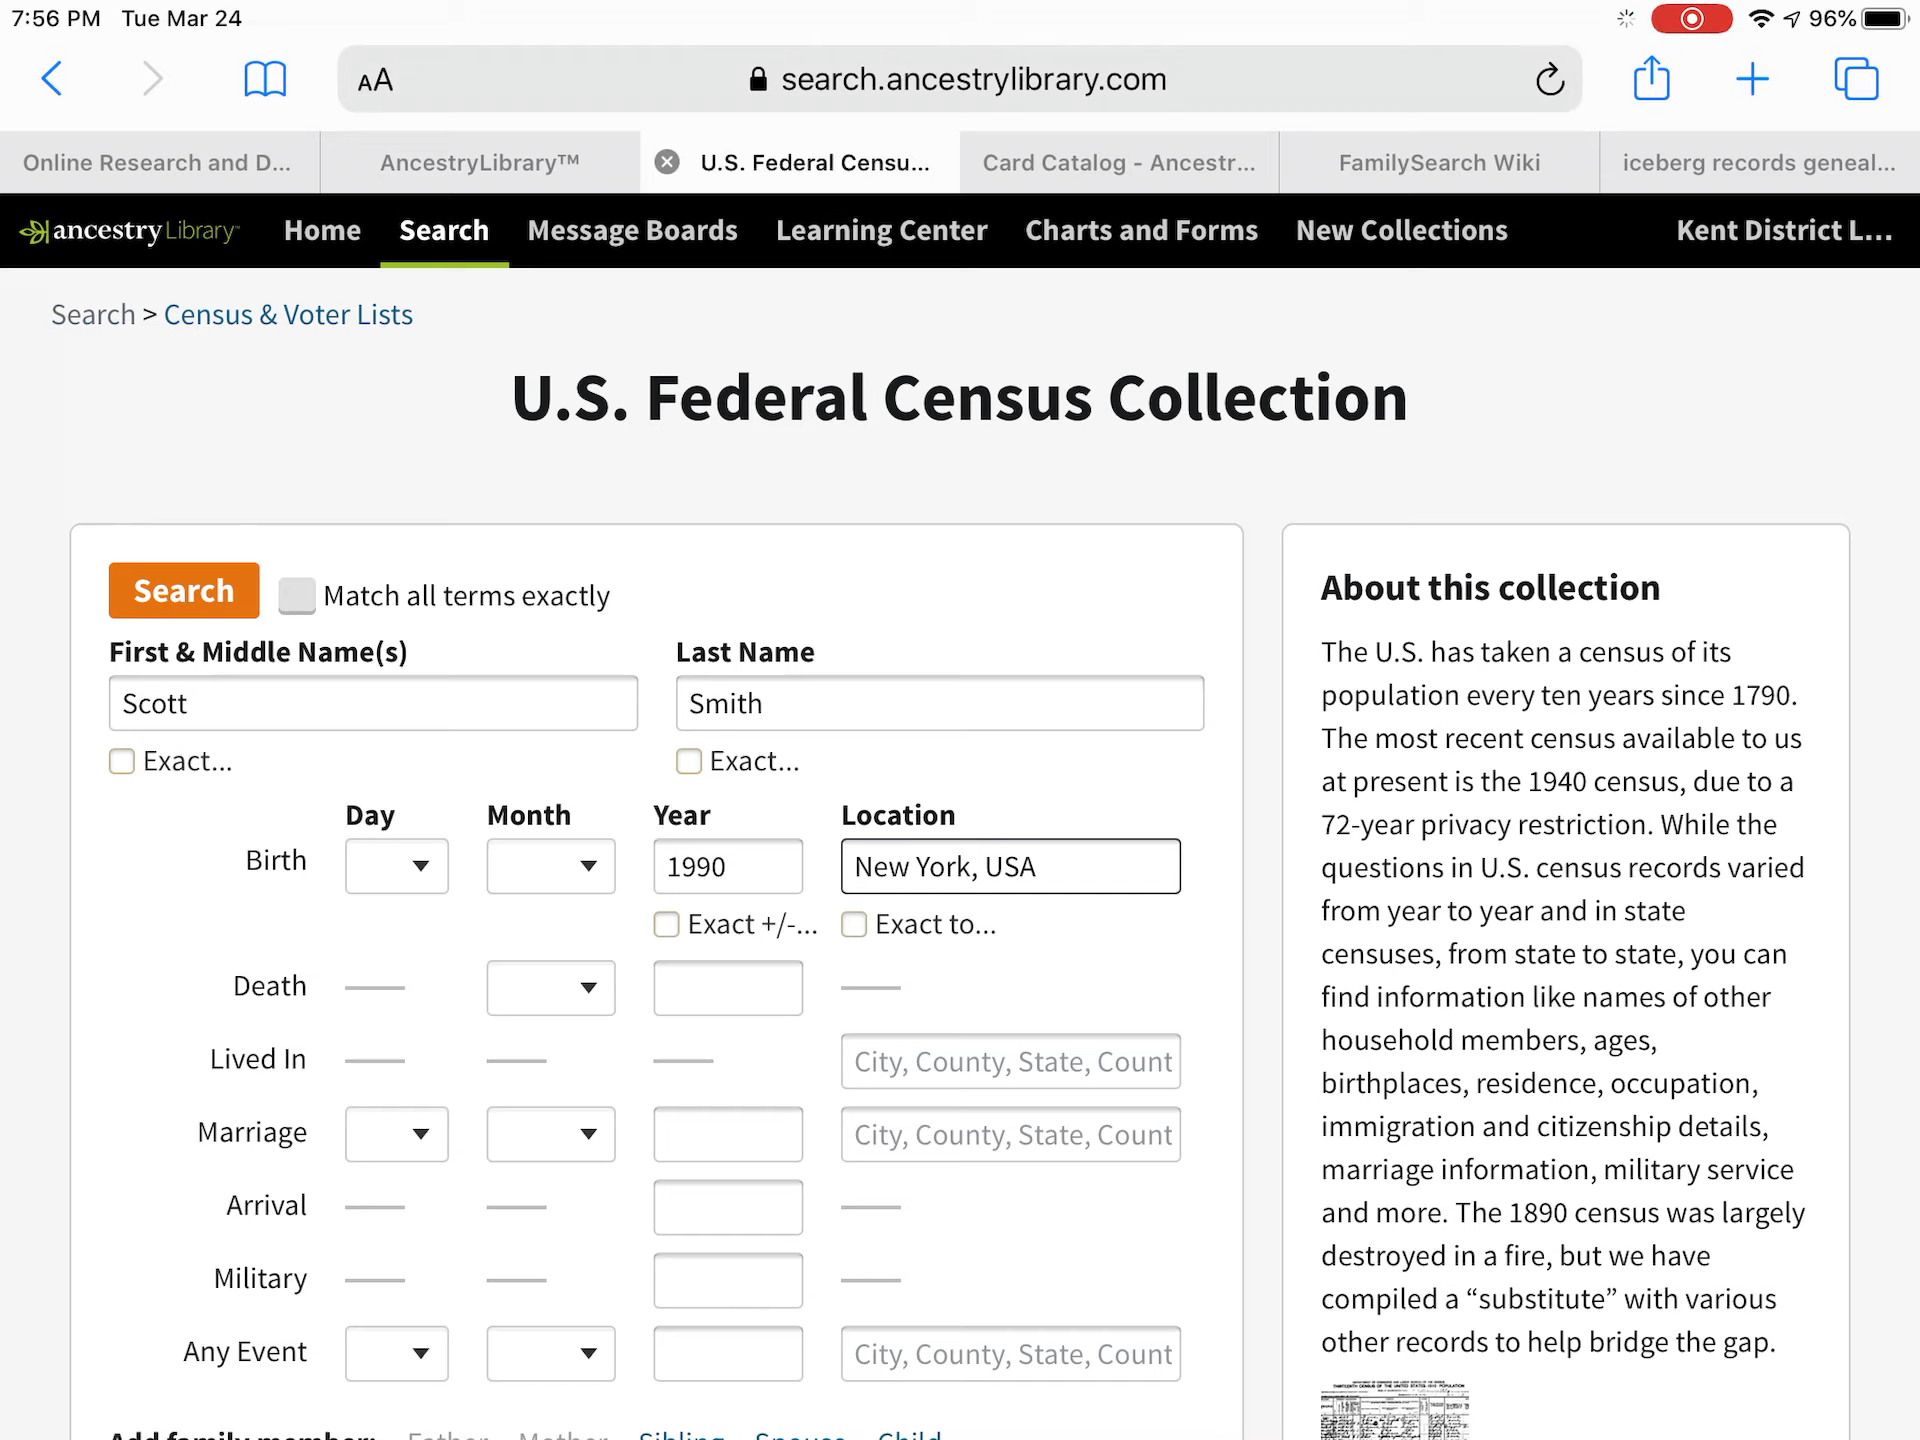 7:56 PM Tue Mar 24
96%
AA search.ancestrylibrary.com
Online Research and D... AncestryLibrary™ U.S. Federal Censu... Card Catalog - Ancestr... FamilySearch Wiki iceberg records geneal...
ancestryLibrary Home Search Message Boards Learning Center Charts and Forms New Collections Kent District L...
Search > Census & Voter Lists
U.S. Federal Census Collection
Search Match all terms exactly
First & Middle Name(s) Last Name
Scott Smith
Exact... Exact...
Day Month Year Location
Birth 1990 New York, USA
Exact +/-... Exact to...
Death
Lived In City, County, State, Count
Marriage City, County, State, Count
Arrival
Military
Any Event City, County, State, Count
Add family member: Father Mother Sibling Spouse Child
About this collection
The U.S. has taken a census of its
population every ten years since 1790.
The most recent census available to us
at present is the 1940 census, due to a
72-year privacy restriction. While the
questions in U.S. census records varied
from year to year and in state
censuses, from state to state, you can
find information like names of other
household members, ages,
birthplaces, residence, occupation,
immigration and citizenship details,
marriage information, military service
and more. The 1890 census was largely
destroyed in a fire, but we have
compiled a “substitute” with various
other records to help bridge the gap.